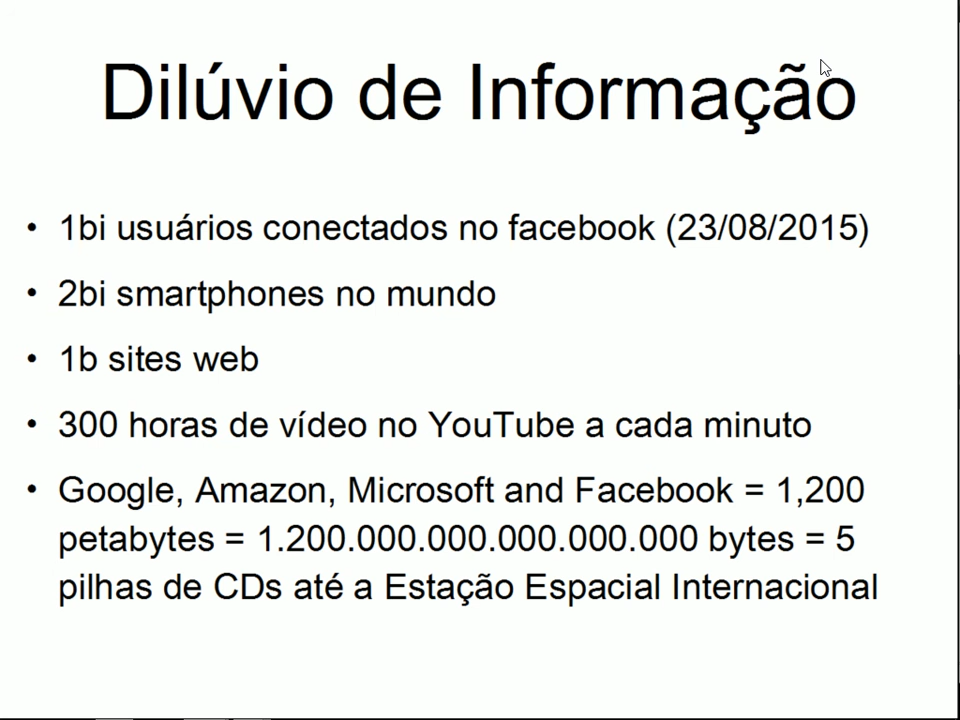 Dilúvio de Informação
• 1bi usuários conectados no facebook (23/08/2015)
• 2bi smartphones no mundo
• 1b sites web
• 300 horas de vídeo no YouTube a cada minuto
• Google, Amazon, Microsoft and Facebook = 1,200
petabytes = 1.200.000.000.000.000.000 bytes = 5
pilhas de CDs até a Estação Espacial Internacional